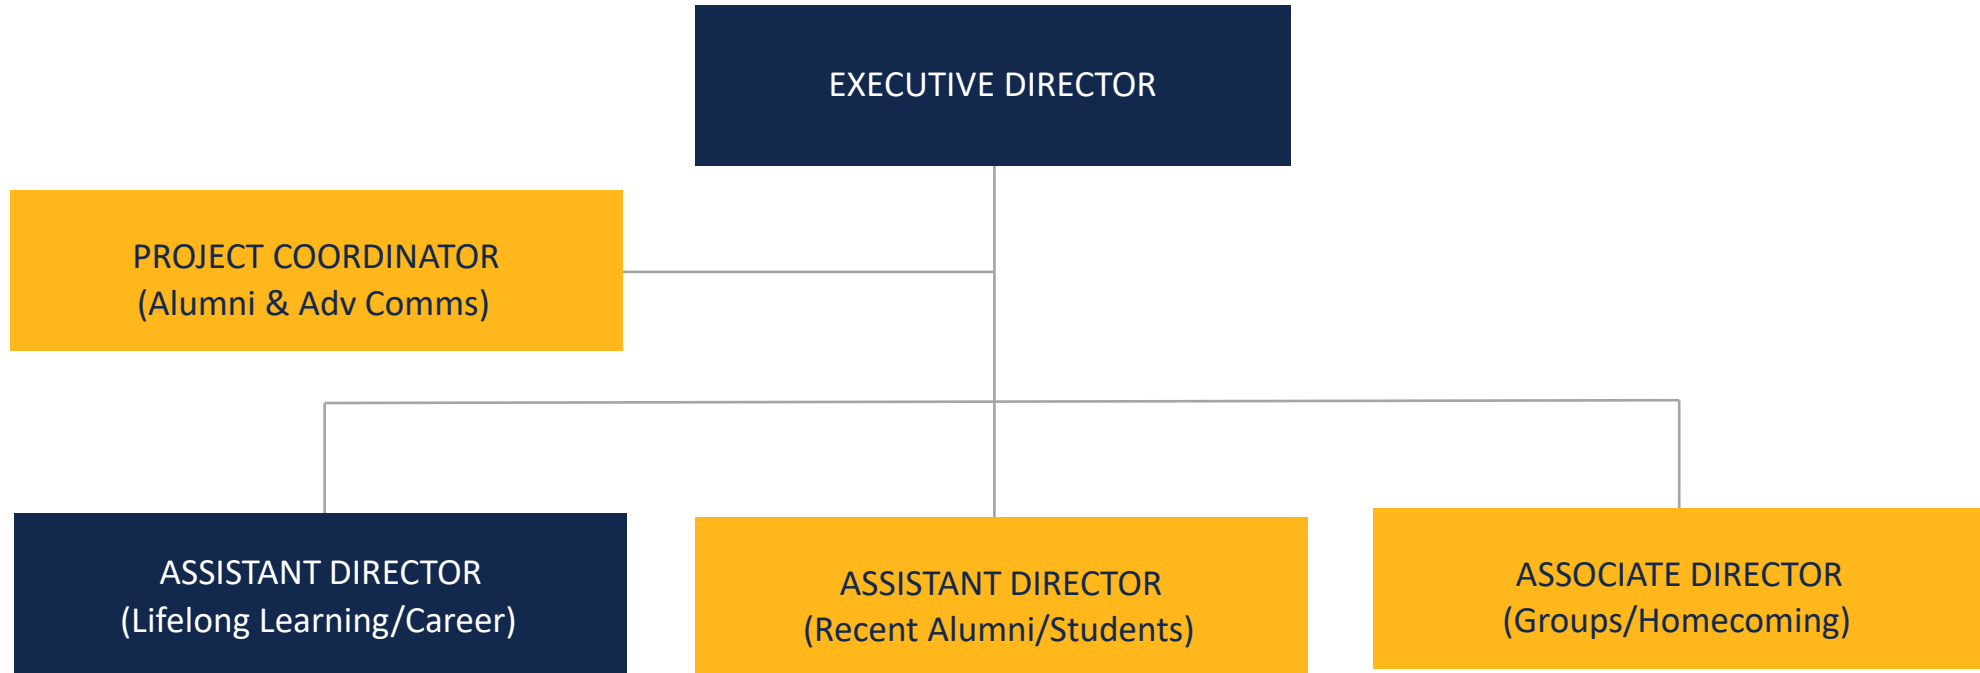 EXECUTIVE DIRECTOR
PROJECT COORDINATOR
(Alumni & Adv Comms)
ASSISTANT DIRECTOR
(Lifelong Learning/Career)
ASSISTANT DIRECTOR
(Recent Alumni/Students)
ASSOCIATE DIRECTOR
(Groups/Homecoming)